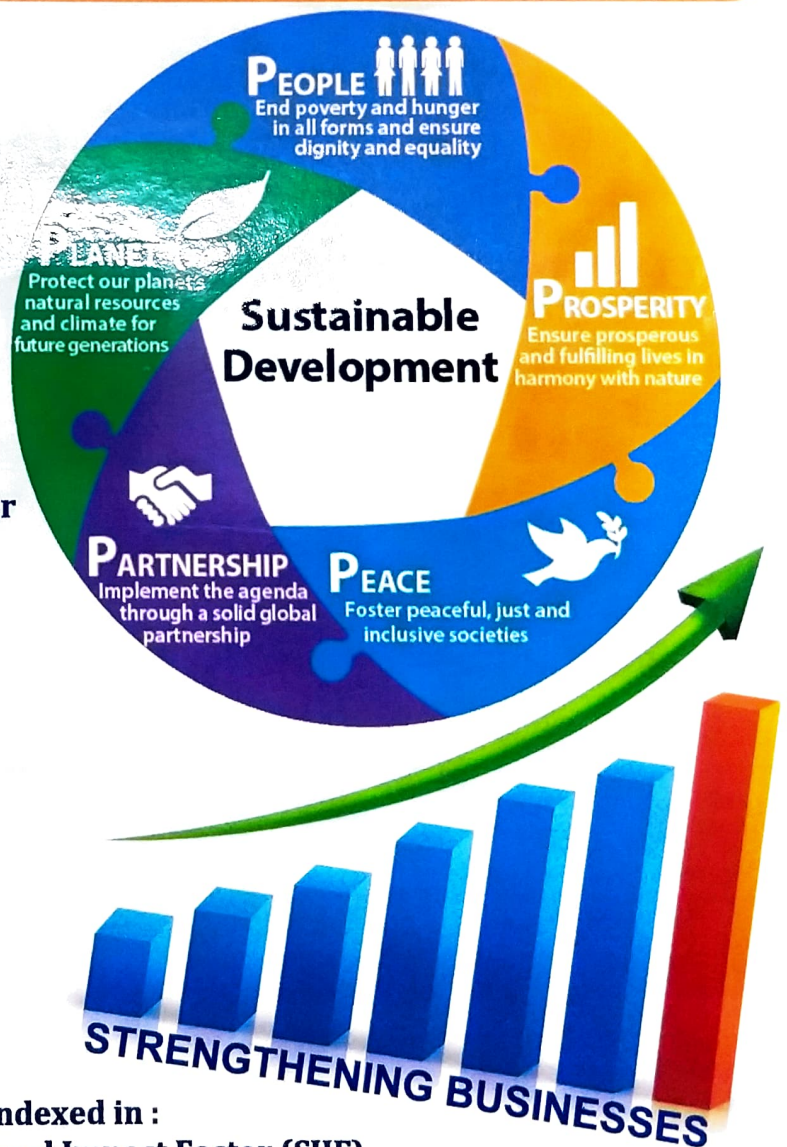 PEOPLE
End poverty and hunger
in all forms and ensure
dignity and equality
PLANET
Protect our planet's
natural resources
and climate for
future generations
Sustainable
Development
PROSPERITY
Ensure prosperous
and fulfilling lives in
harmony with nature
r
PARTNERSHIP
Implement the agenda
through a solid global
partnership
PEACE
Foster peaceful, just and
inclusive societies
STRENGTHENING BUSINESSES
ndexed in :